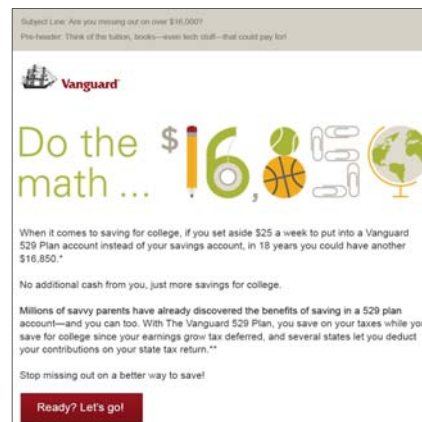 Subject Line: Are you missing out on over $16,000?
Pre-header: Think of the tuition, books—even tech stuff—that could pay for!
Vanguard
Do the
math ...
$16,850
When it comes to saving for college, if you set aside $25 a week to put into a Vanguard
529 Plan account instead of your savings account, in 18 years you could have another
$16,850.*
No additional cash from you, just more savings for college.
Millions of savvy parents have already discovered the benefits of saving in a 529 plan
account—and you can too. With The Vanguard 529 Plan, you save on your taxes while you
save for college since your earnings grow tax deferred, and several states let you deduct
your contributions on your state tax return.**
Stop missing out on a better way to save!
Ready? Let's go!